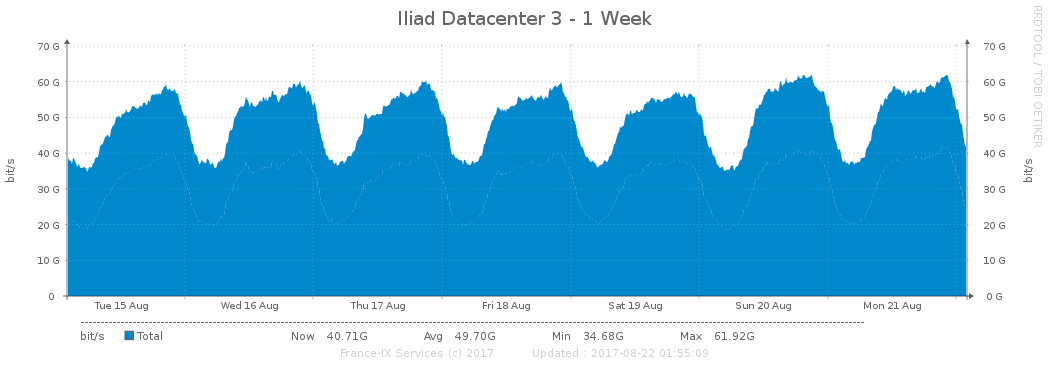 Iliad Datacenter 3 - 1 Week
RRDTOOL / TOBI OETIKER
bit/s
bit/s
70 G 70 G
60 G 60 G
50 G 50 G
40 G 40 G
30 G 30 G
20 G 20 G
10 G 10 G
0 0 G
Tue 15 Aug Wed 16 Aug Thu 17 Aug Fri 18 Aug Sat 19 Aug Sun 20 Aug Mon 21 Aug
bit/s Total Now 40.71G Avg 49.70G Min 34.68G Max 61.92G
France-IX Services (c) 2017 Updated : 2017-08-22 01:55:09